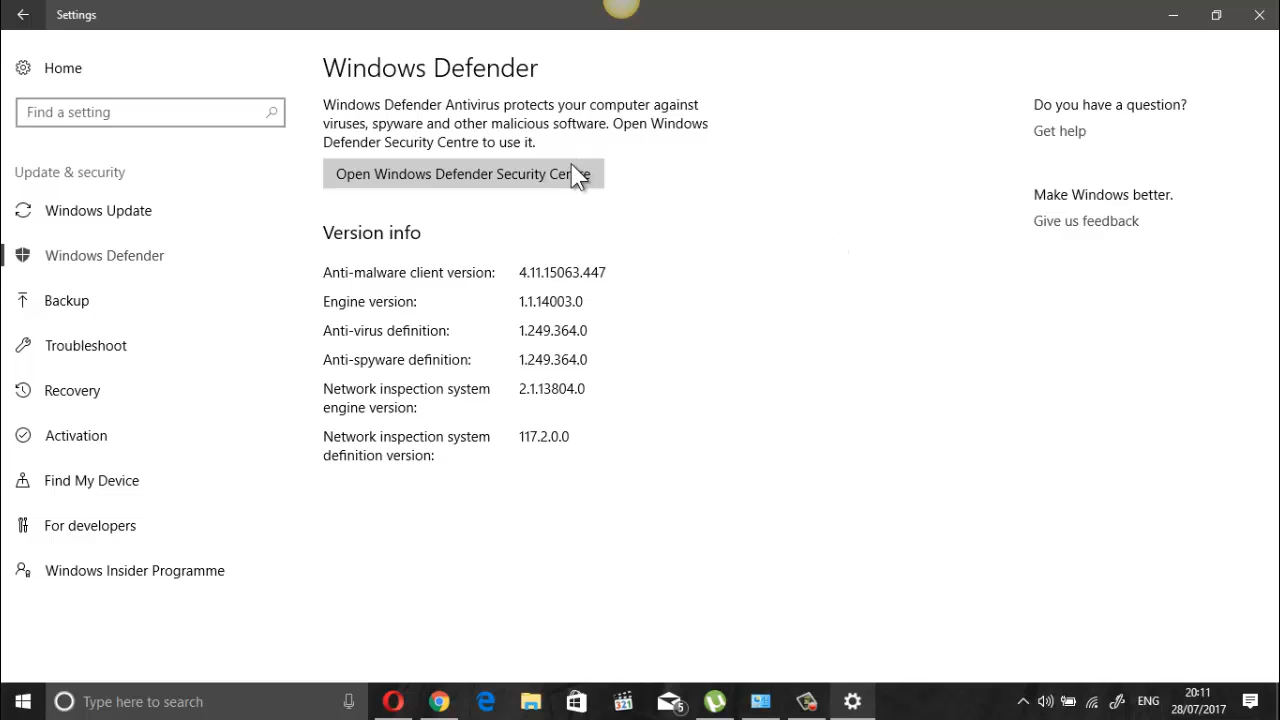 Settings
Home
Find a setting
Update & security
Windows Update
Windows Defender
Backup
Troubleshoot
Recovery
Activation
Find My Device
For developers
Windows Insider Programme
Windows Defender
Windows Defender Antivirus protects your computer against
viruses, spyware and other malicious software. Open Windows
Defender Security Centre to use it.
Open Windows Defender Security Centre
Version info
Anti-malware client version: 4.11.15063.447
Engine version: 1.1.14003.0
Anti-virus definition: 1.249.364.0
Anti-spyware definition: 1.249.364.0
Network inspection system 2.1.13804.0
engine version:
Network inspection system 117.2.0.0
definition version:
Do you have a question?
Get help
Make Windows better.
Give us feedback
Type here to search
321
5
ENG
20:11
28/07/2017